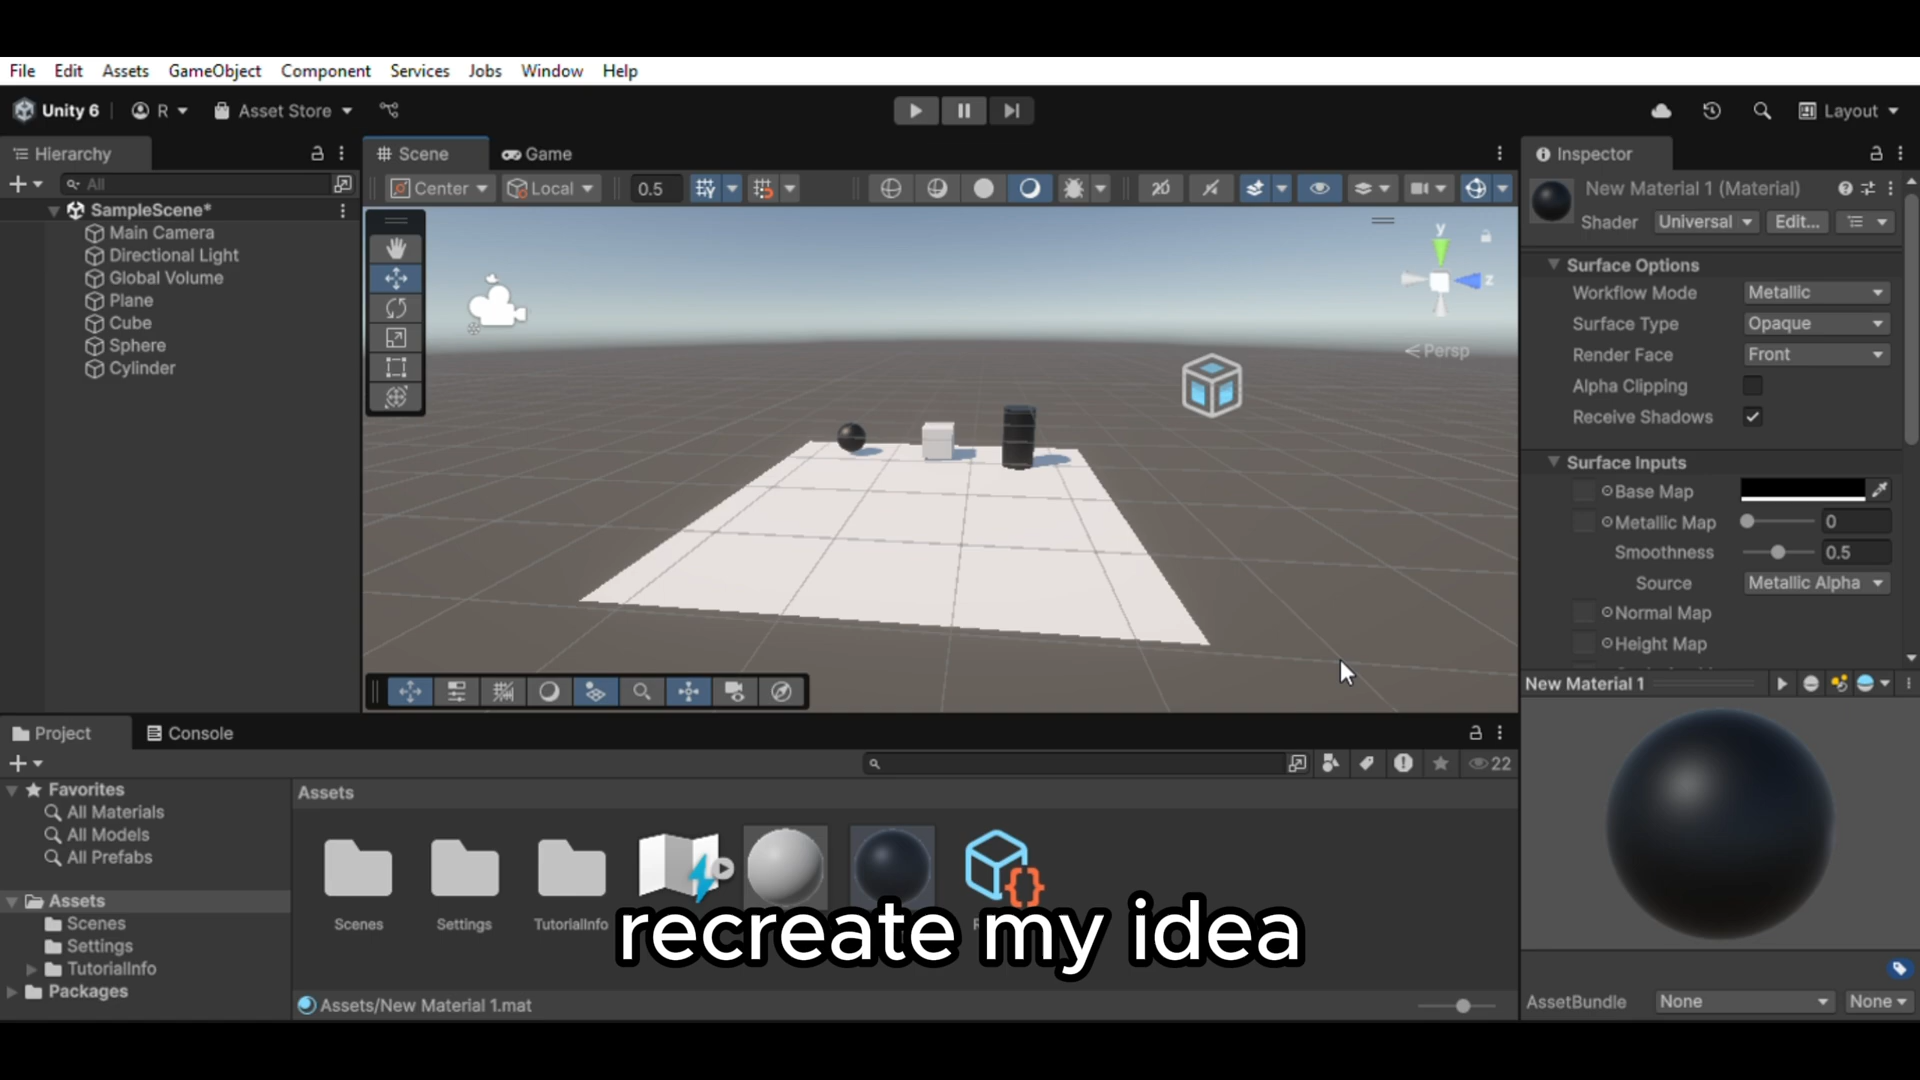 File Edit Assets GameObject Component Services Jobs Window Help
Unity 6 R Asset Store Layout
Hierarchy
All
SampleScene*
Main Camera
Directional Light
Global Volume
Plane
Cube
Sphere
Cylinder
Scene Game
Center Local 0.5 2D
y
z
Persp
Inspector
New Material 1 (Material)
Shader Universal Edit...
Surface Options
Workflow Mode Metallic
Surface Type Opaque
Render Face Front
Alpha Clipping
Receive Shadows
Surface Inputs
Base Map
Metallic Map 0
Smoothness 0.5
Source Metallic Alpha
Normal Map
Height Map
New Material 1
Project Console
22
Favorites
All Materials
All Models
All Prefabs
Assets
Scenes
Settings
TutorialInfo
Packages
Assets
Scenes Settings TutorialInfo
recreate my idea
Assets/New Material 1.mat
AssetBundle None None